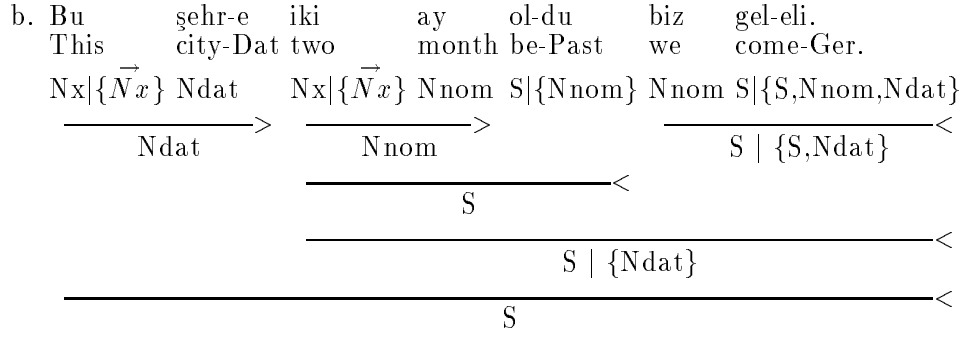 b. Bu şehr-e iki ay ol-du biz gel-eli.
This city-Dat two month be-Past we come-Ger.
Nx|{N⃗x} Ndat Nx|{N⃗x} Nnom S|{Nnom} Nnom S|{S,Nnom,Ndat}
> > <
Ndat Nnom S | {S,Ndat}
<
S
<
S | {Ndat}
<
S